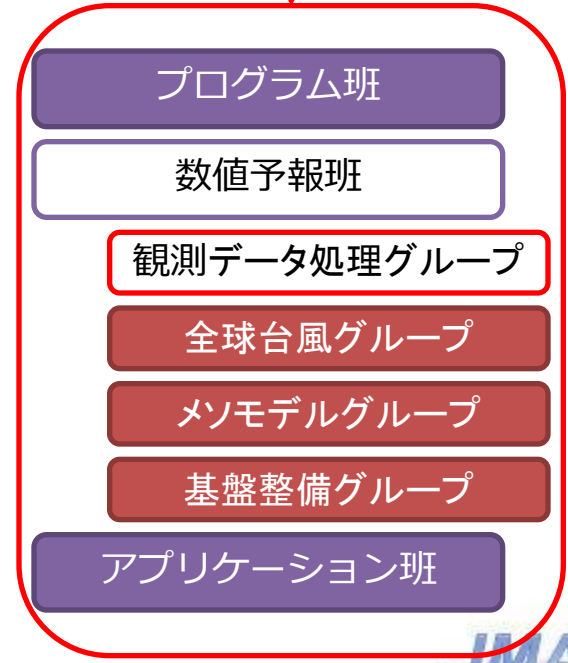 プログラム班
数値予報班
観測データ処理グループ
全球台風グループ
メソモデルグループ
基盤整備グループ
アプリケーション班